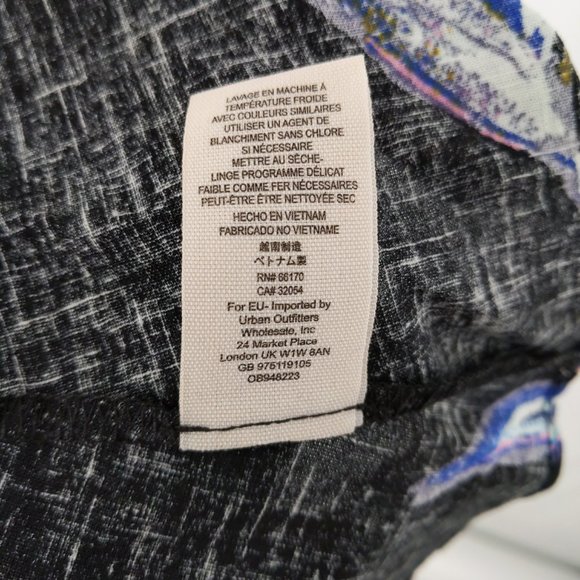 LAVAGE EN MACHINE À
TEMPÉRATURE FROIDE
AVEC COULEURS SIMILAIRES
UTILISER UN AGENT DE
BLANCHIMENT SANS CHLORE
SI NÉCESSAIRE
METTRE AU SÈCHE-
LINGE PROGRAMME DÉLICAT
FAIBLE COMME FER NÉCESSAIRES
PEUT-ÊTRE ÊTRE NETTOYÉE SEC
HECHO EN VIETNAM
FABRICADO NO VIETNAME
越南制造
ベトナム製
RN# 66170
CA# 32054
For EU- Imported by
Urban Outfitters
Wholesale, Inc
24 Market Place
London UK W1W 8AN
GB 975119105
OB948223